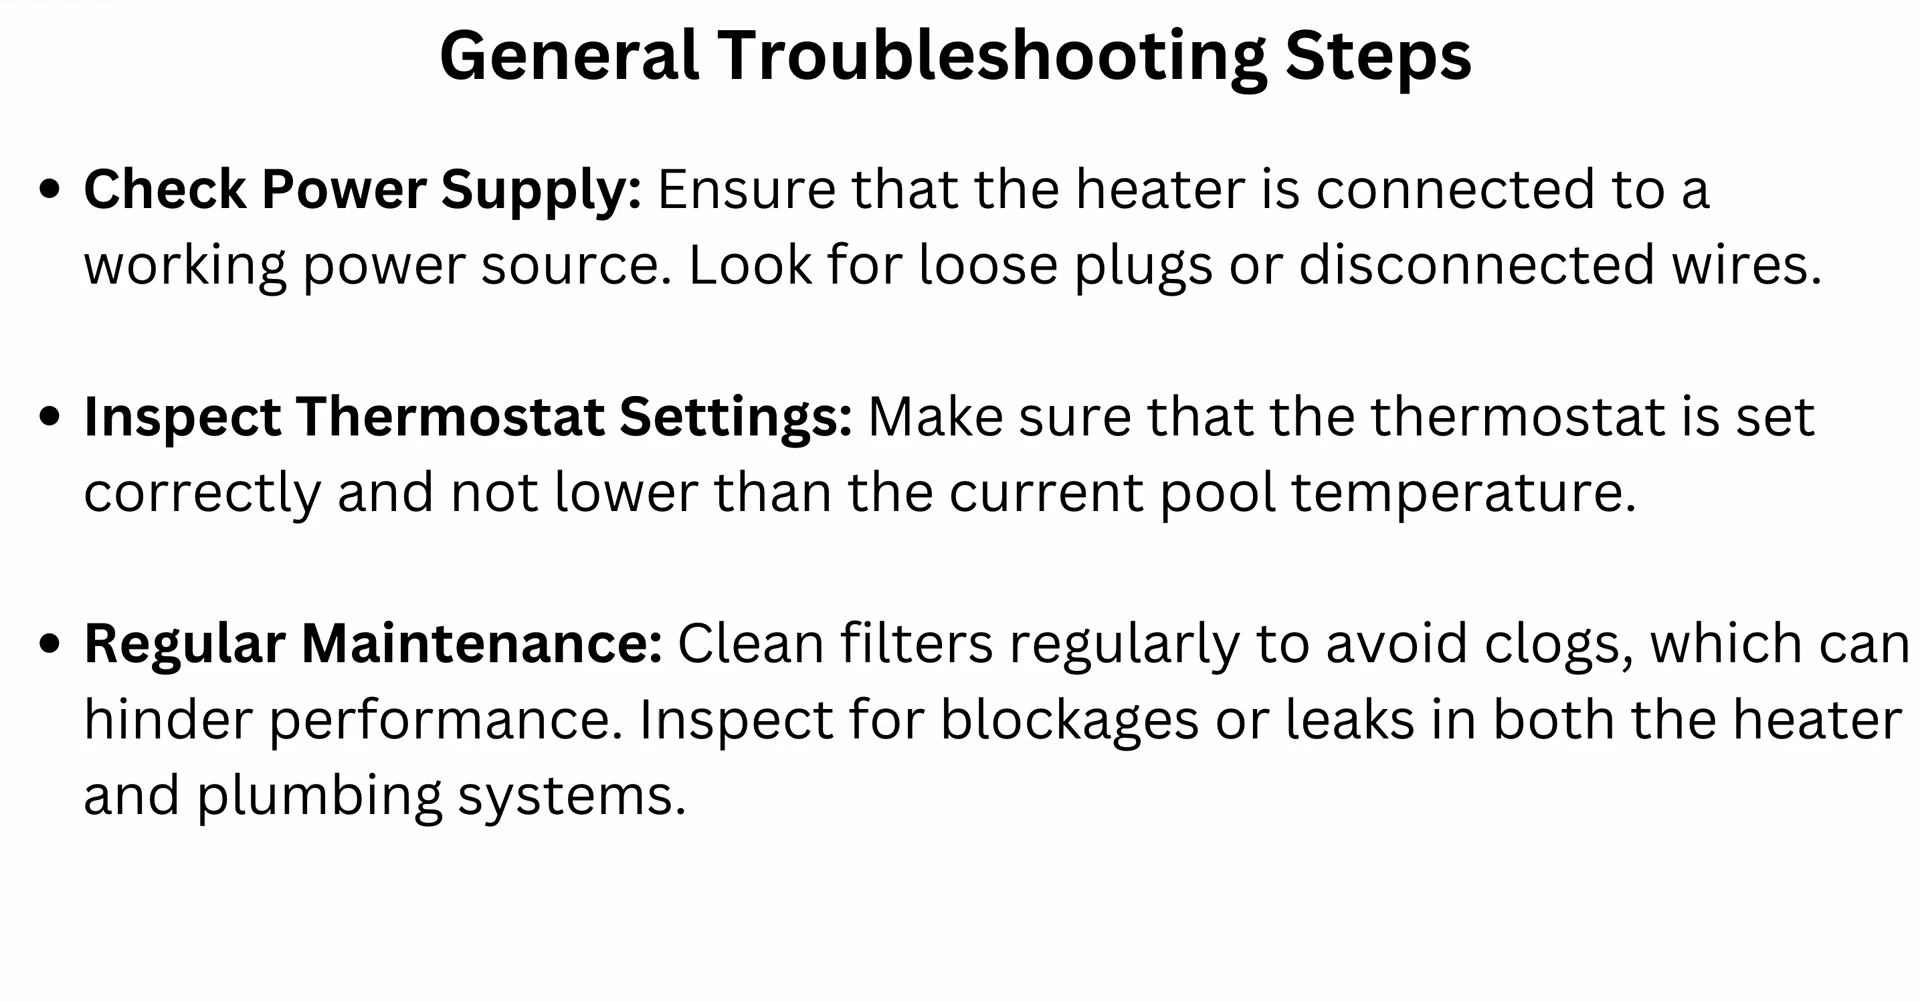 General Troubleshooting Steps
• Check Power Supply: Ensure that the heater is connected to a
working power source. Look for loose plugs or disconnected wires.
• Inspect Thermostat Settings: Make sure that the thermostat is set
correctly and not lower than the current pool temperature.
• Regular Maintenance: Clean filters regularly to avoid clogs, which can
hinder performance. Inspect for blockages or leaks in both the heater
and plumbing systems.